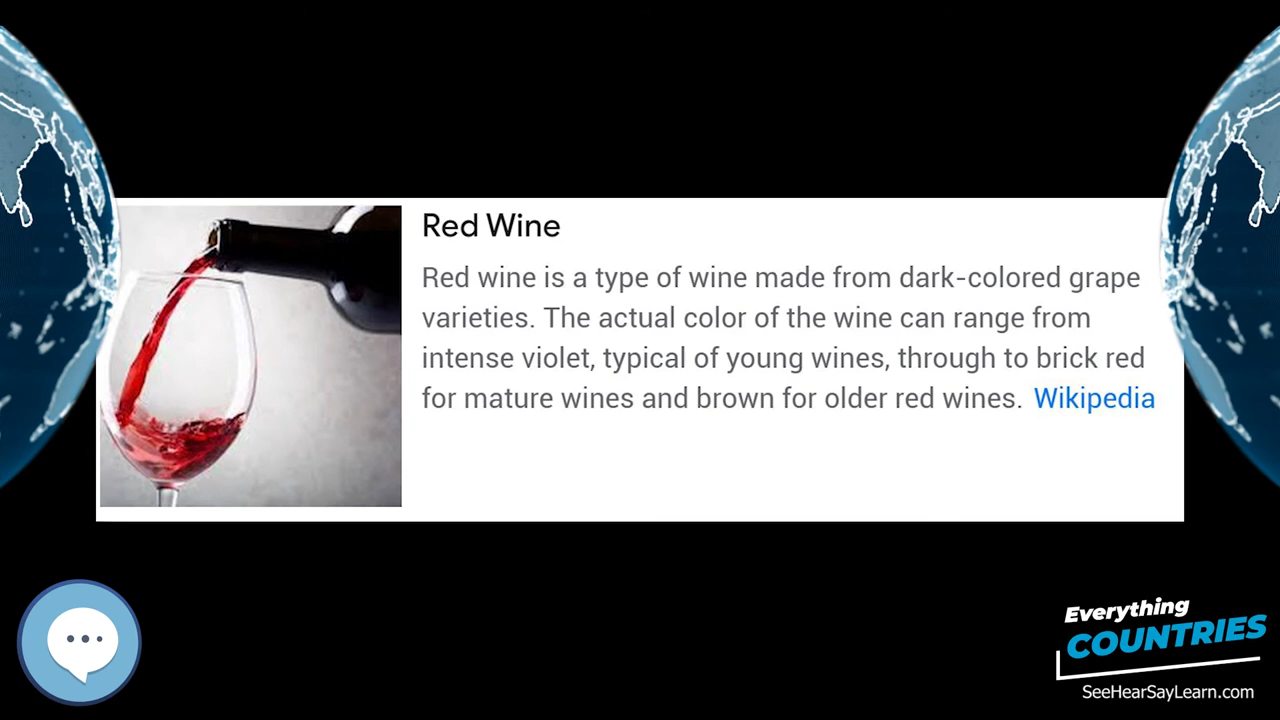 Red Wine
Red wine is a type of wine made from dark-colored grape
varieties. The actual color of the wine can range from
intense violet, typical of young wines, through to brick red
for mature wines and brown for older red wines. Wikipedia
Everything
COUNTRIES
SeeHearSayLearn.com